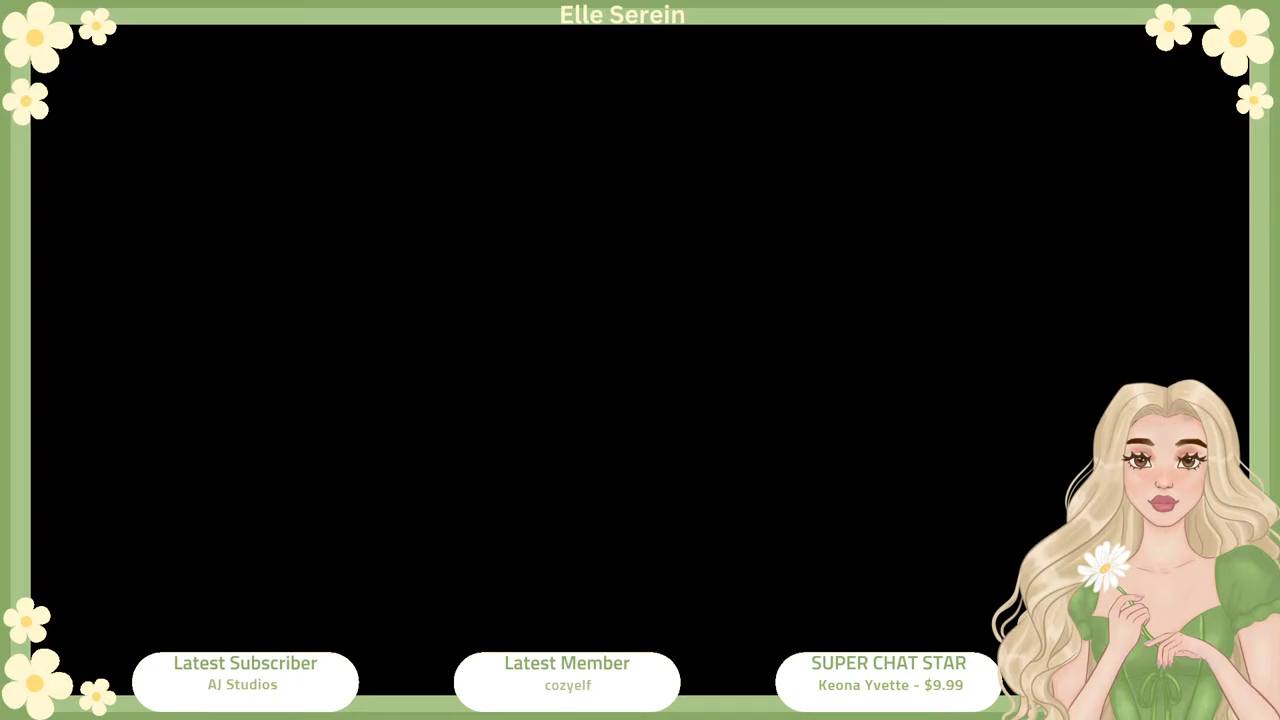 Elle Serein
Latest Subscriber
AJ Studios
Latest Member
cozyelf
SUPER CHAT STAR
Keona Yvette - $9.99